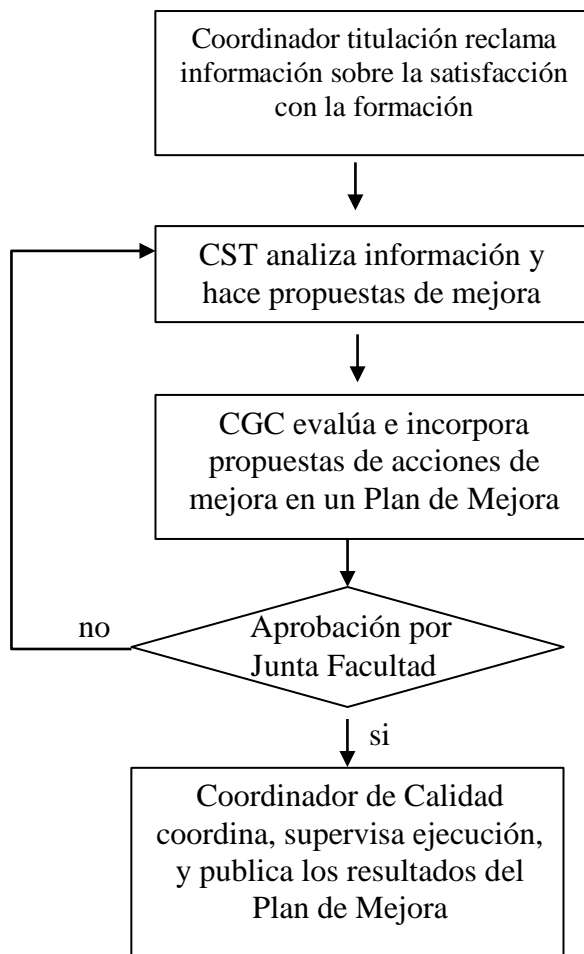 Coordinador titulación reclama
información sobre la satisfacción
con la formación
CST analiza información y
hace propuestas de mejora
CGC evalúa e incorpora
propuestas de acciones de
mejora en un Plan de Mejora
no
Aprobación por
Junta Facultad
si
Coordinador de Calidad
coordina, supervisa ejecución,
y publica los resultados del
Plan de Mejora